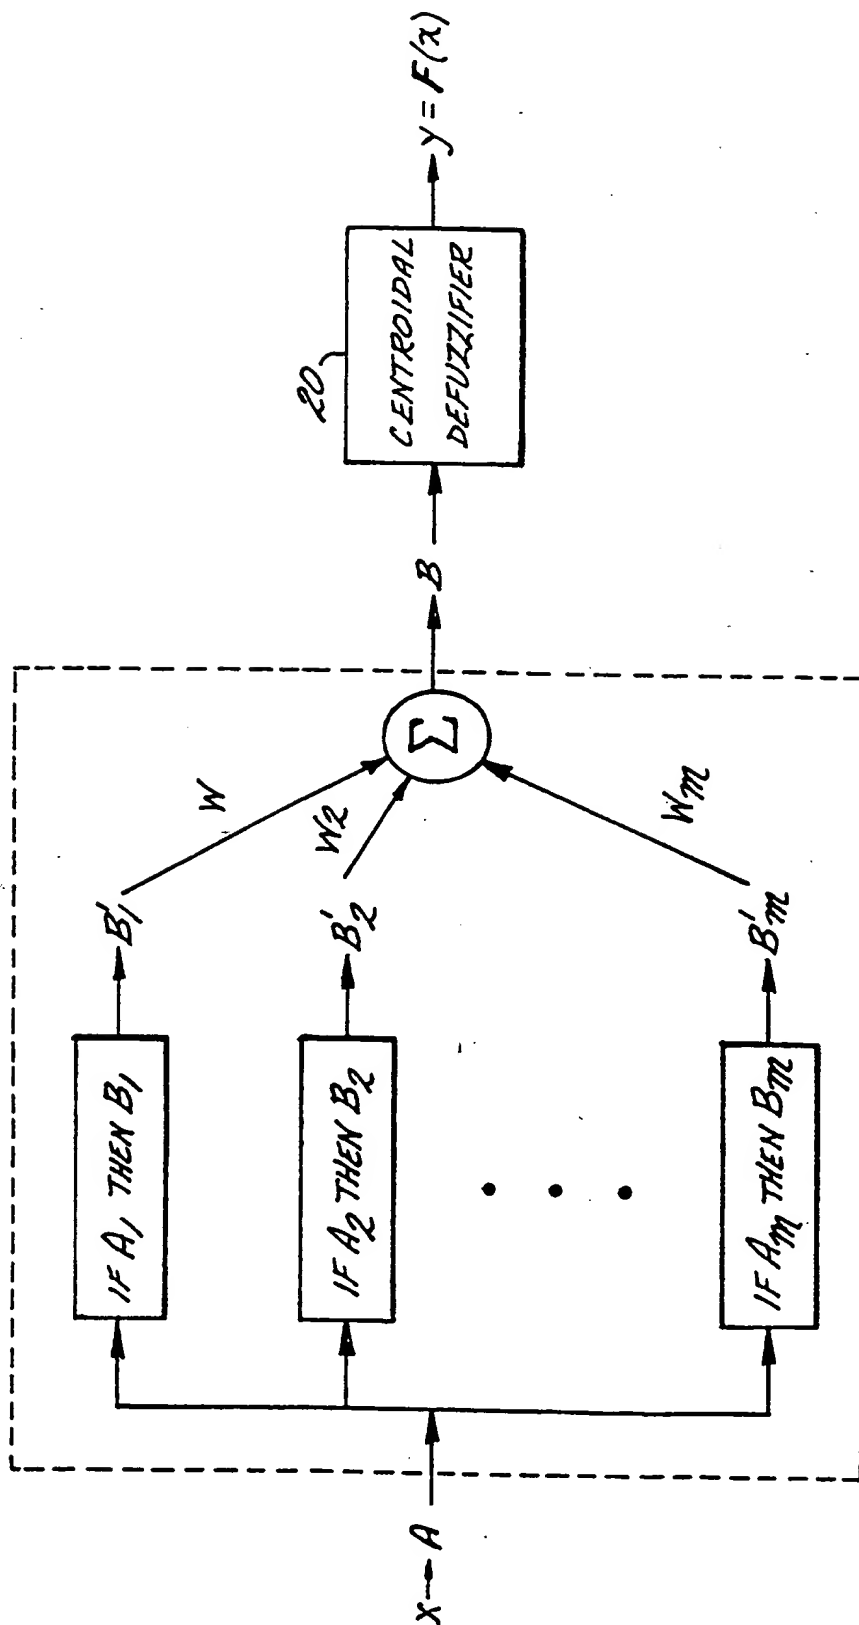 X → A
IF A1 THEN B1
B'1
W
IF A2 THEN B2
B'2
W2
IF Am THEN Bm
B'm
Wm
Σ
B
20
CENTROIDAL
DEFUZZIFIER
y = F(x)